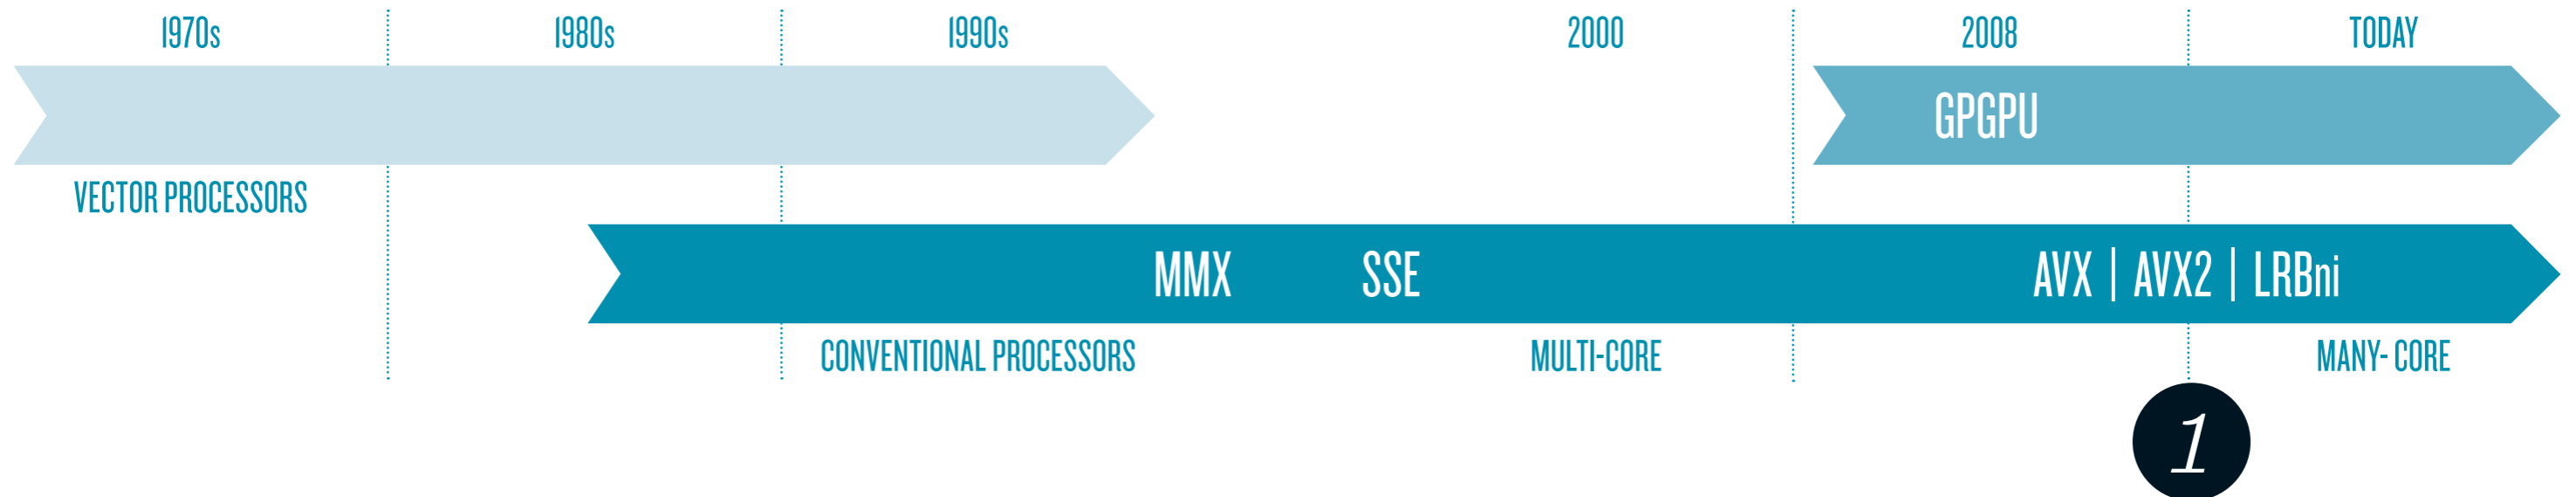 1970s 1980s 1990s 2000 2008 TODAY
GPGPU
VECTOR PROCESSORS
MMX SSE AVX | AVX2 | LRBni
CONVENTIONAL PROCESSORS MULTI-CORE MANY- CORE
1